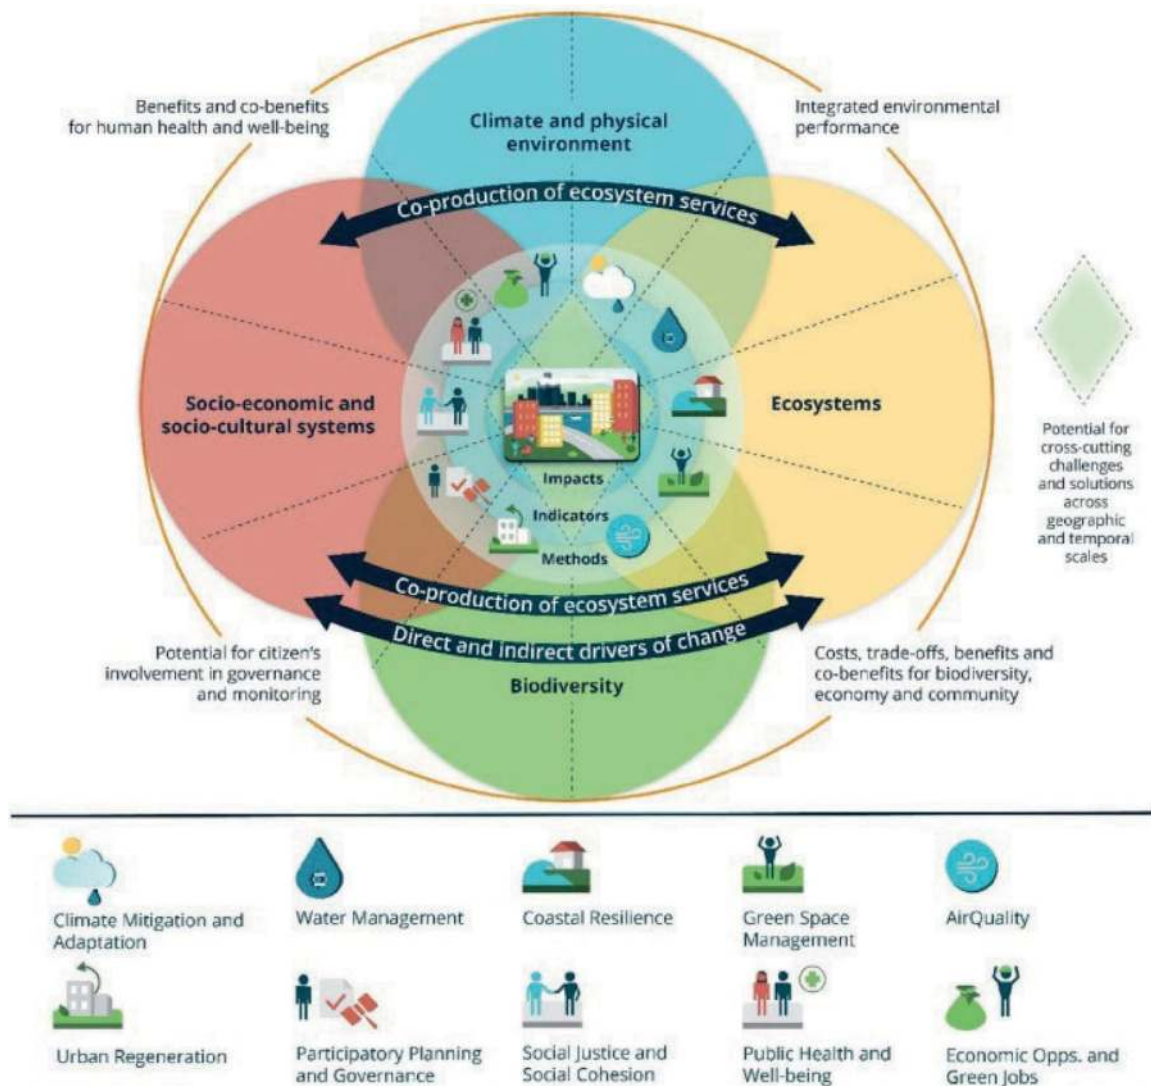 Benefits and co-benefits
for human health and well-being
Integrated environmental
performance
Climate and physical
environment
Co-production of ecosystem services
Socio-economic and
socio-cultural systems
Ecosystems
Impacts
Indicators
Methods
Potential for
cross-cutting
challenges
and solutions
across
geographic
and temporal
scales
Co-production of ecosystem services
Direct and indirect drivers of change
Biodiversity
Potential for citizen's
involvement in governance
and monitoring
Costs, trade-offs, benefits and
co-benefits for biodiversity,
economy and community
Climate Mitigation and
Adaptation
Water Management
Coastal Resilience
Green Space
Management
AirQuality
Urban Regeneration
Participatory Planning
and Governance
Social Justice and
Social Cohesion
Public Health and
Well-being
Economic Opps. and
Green Jobs